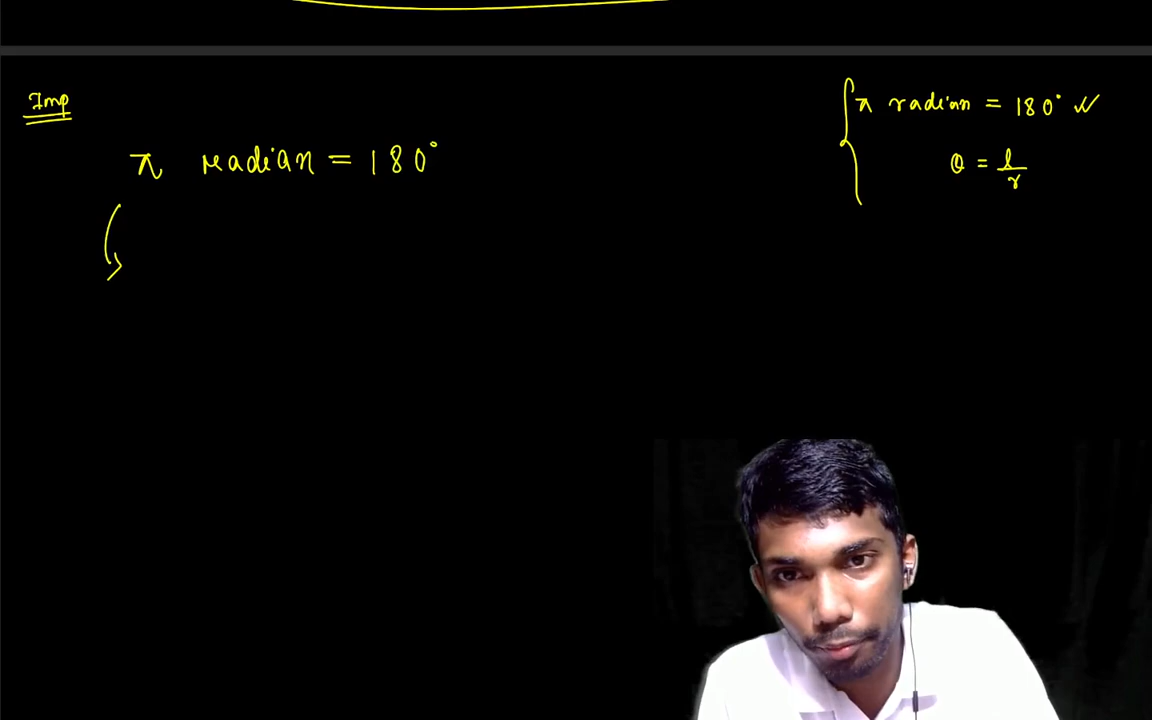 Imp
π radian = 180°
π radian = 180°
θ = l/r